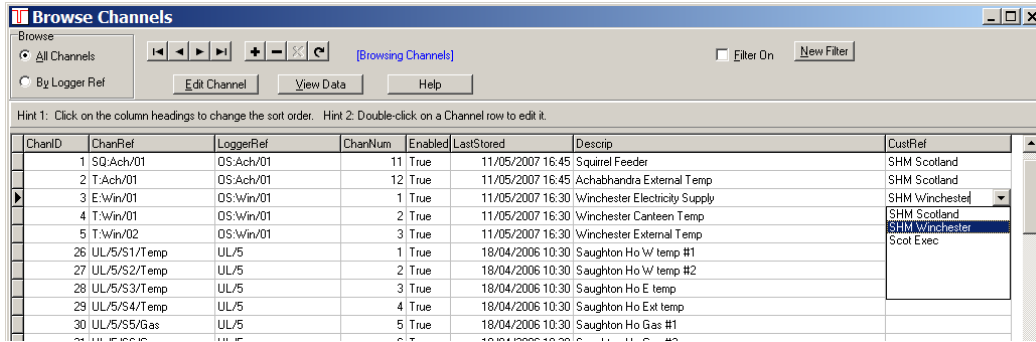 Browse Channels
Browse
All Channels
By Logger Ref
[Browsing Channels]
Filter On
New Filter
Edit Channel
View Data
Help
Hint 1: Click on the column headings to change the sort order. Hint 2: Double-click on a Channel row to edit it.
ChanID ChanRef LoggerRef ChanNum Enabled LastStored Descrip CustRef
1 SQ:Ach/01 OS:Ach/01 11 True 11/05/2007 16:45 Squirrel Feeder SHM Scotland
2 T:Ach/01 OS:Ach/01 12 True 11/05/2007 16:45 Achabhandra External Temp SHM Scotland
3 E:Win/01 OS:Win/01 1 True 11/05/2007 16:30 Winchester Electricity Supply SHM Winchester
4 T:Win/01 OS:Win/01 2 True 11/05/2007 16:30 Winchester Canteen Temp SHM Scotland
5 T:Win/02 OS:Win/01 3 True 11/05/2007 16:30 Winchester External Temp SHM Winchester
Scot Exec
26 UL/5/S1/Temp UL/5 1 True 18/04/2006 10:30 Saughton Ho W temp #1
27 UL/5/S2/Temp UL/5 2 True 18/04/2006 10:30 Saughton Ho W temp #2
28 UL/5/S3/Temp UL/5 3 True 18/04/2006 10:30 Saughton Ho E temp
29 UL/5/S4/Temp UL/5 4 True 18/04/2006 10:30 Saughton Ho Ext temp
30 UL/5/S5/Gas UL/5 5 True 18/04/2006 10:30 Saughton Ho Gas #1